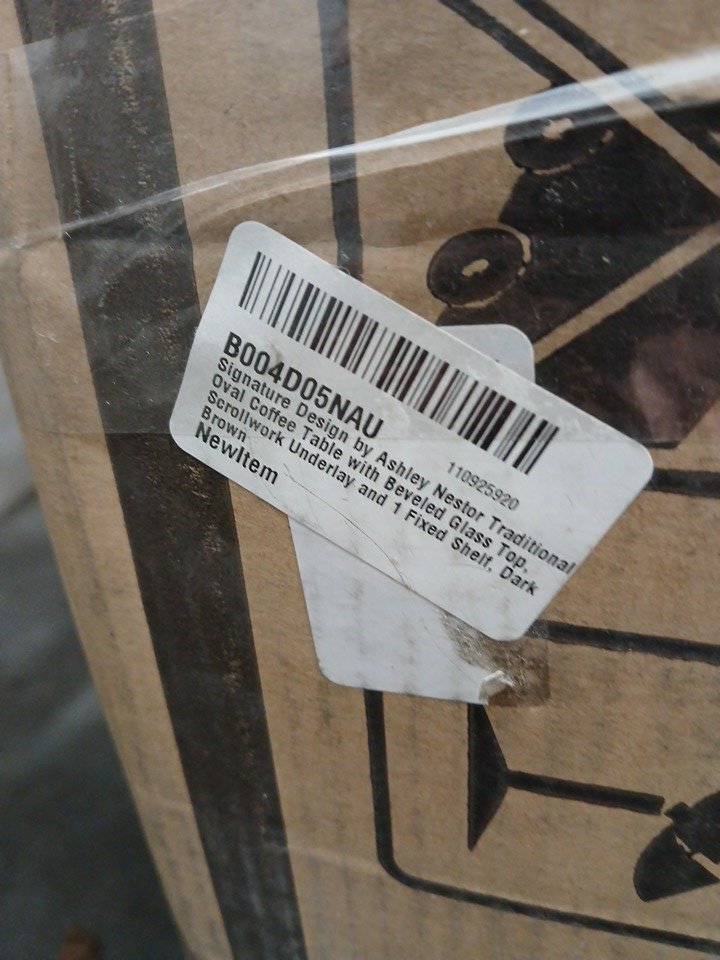 B004D05NAU
110925920
Signature Design by Ashley Nestor Traditional
Oval Coffee Table with Beveled Glass Top,
Scrollwork Underlay and 1 Fixed Shelf, Dark
Brown
NewItem